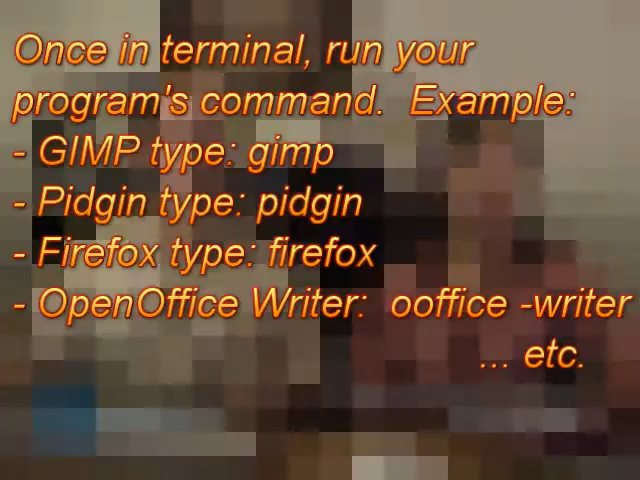 Once in terminal, run your
program's command.  Example:
- GIMP type: gimp
- Pidgin type: pidgin
- Firefox type: firefox
- OpenOffice Writer:  ooffice -writer
... etc.